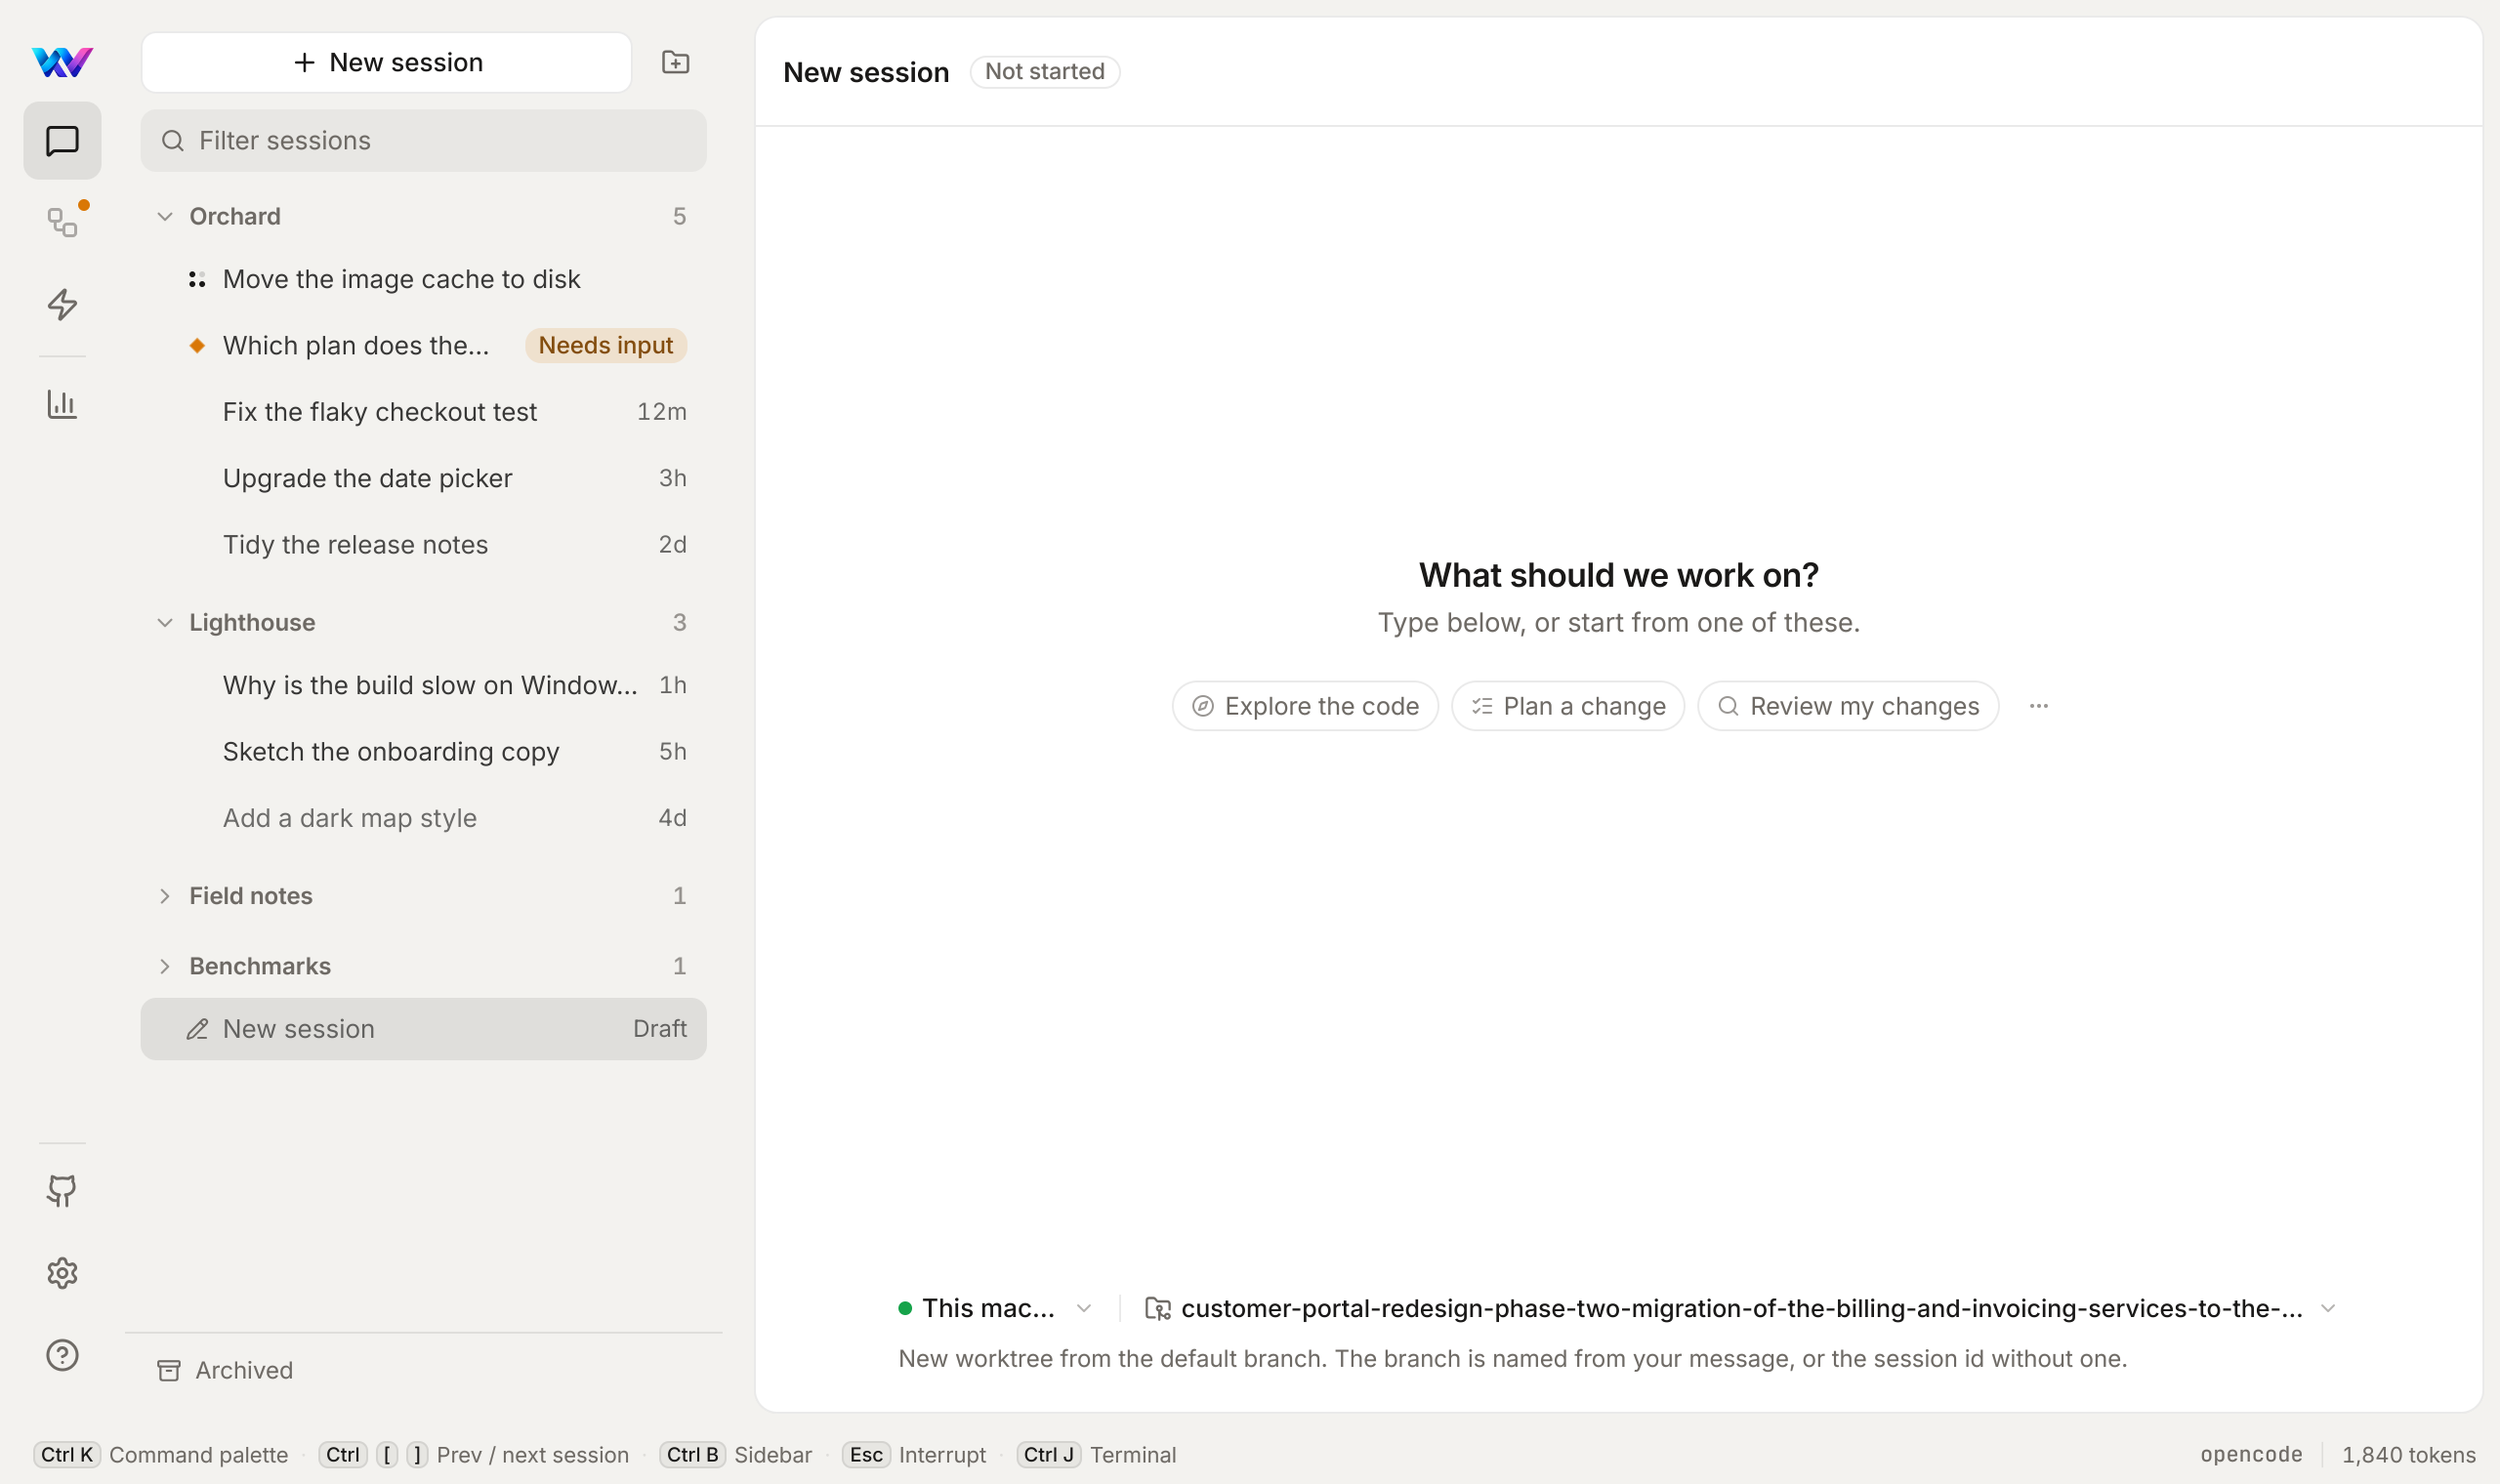 New session
Filter sessions
Orchard 5
Move the image cache to disk
Which plan does the... Needs input
Fix the flaky checkout test 12m
Upgrade the date picker 3h
Tidy the release notes 2d
Lighthouse 3
Why is the build slow on Window... 1h
Sketch the onboarding copy 5h
Add a dark map style 4d
Field notes 1
Benchmarks 1
New session Draft
Archived
New session Not started
What should we work on?
Type below, or start from one of these.
Explore the code Plan a change Review my changes
This mac... customer-portal-redesign-phase-two-migration-of-the-billing-and-invoicing-services-to-the-...
New worktree from the default branch. The branch is named from your message, or the session id without one.
Ctrl K Command palette · Ctrl [ ] Prev / next session · Ctrl B Sidebar · Esc Interrupt · Ctrl J Terminal opencode 1,840 tokens